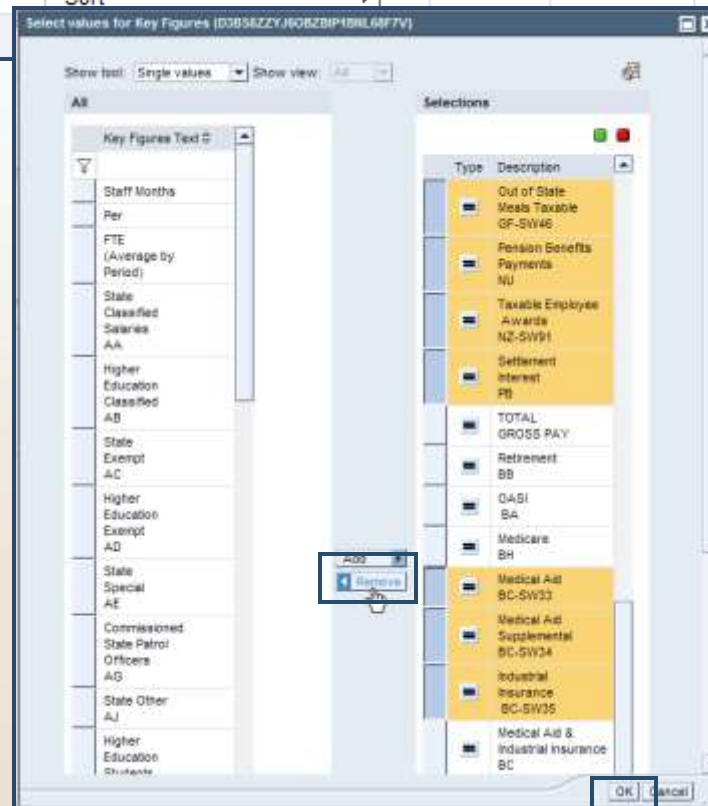 Sort
Select values for Key Figures (D3BS8ZZYJ6OBZBIP1BNL68F7V)
Show tool: Single values Show view: All
All
Key Figures Text
Staff Months
Per
FTE
(Average by
Period)
State
Classified
Salaries
AA
Higher
Education
Classified
AB
State
Exempt
AC
Higher
Education
Exempt
AD
State
Special
AE
Commissioned
State Patrol
Officers
AG
State Other
AJ
Higher
Education
Students
Add
Remove
Selections
Type Description
Out of State
Meals Taxable
GF-SW46
Pension Benefits
Payments
NU
Taxable Employee
Awards
NZ-SW91
Settlement
Interest
PB
TOTAL
GROSS PAY
Retirement
BB
OASI
BA
Medicare
BH
Medical Aid
BC-SW33
Medical Aid
Supplemental
BC-SW34
Industrial
Insurance
BC-SW35
Medical Aid &
Industrial Insurance
BC
OK Cancel